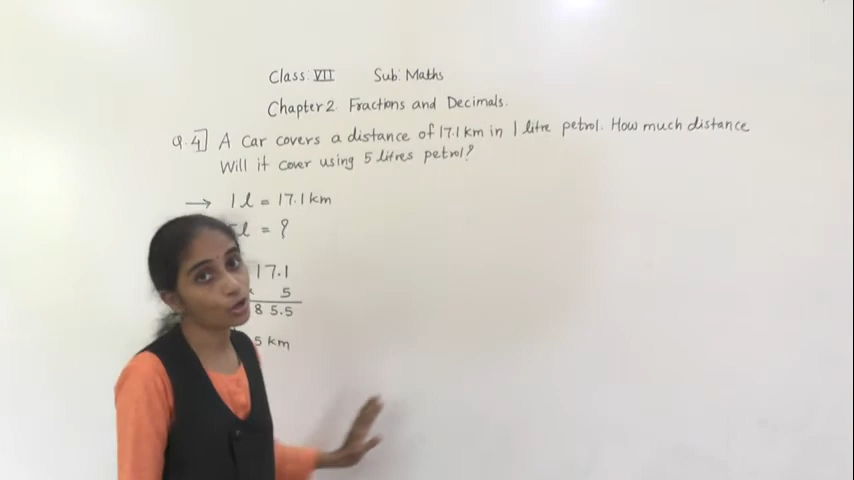 Class: VII Sub: Maths
Chapter 2 Fractions and Decimals.
Q.4] A car covers a distance of 17.1 km in 1 litre petrol. How much distance
Will it cover using 5 litres petrol?
→ 1 l = 17.1 km
l = ?
17.1
5
8 5.5
5 km